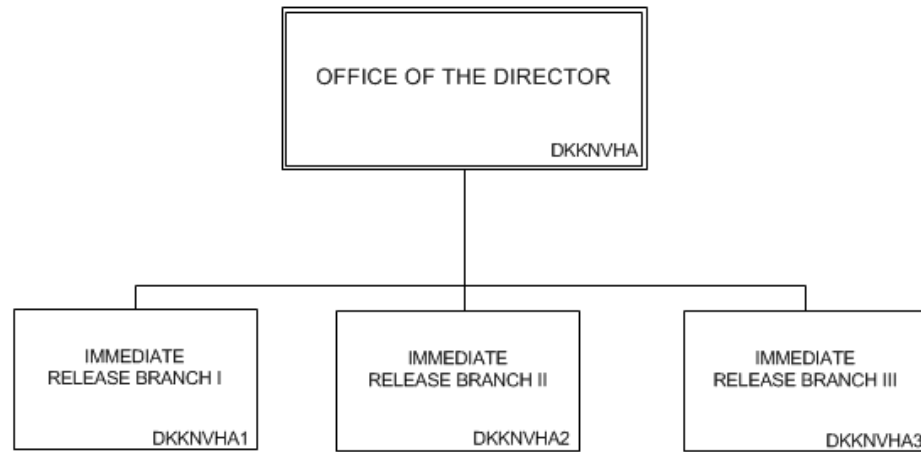 OFFICE OF THE DIRECTOR
DKKNVHA
IMMEDIATE
RELEASE BRANCH I
DKKNVHA1
IMMEDIATE
RELEASE BRANCH II
DKKNVHA2
IMMEDIATE
RELEASE BRANCH III
DKKNVHA3